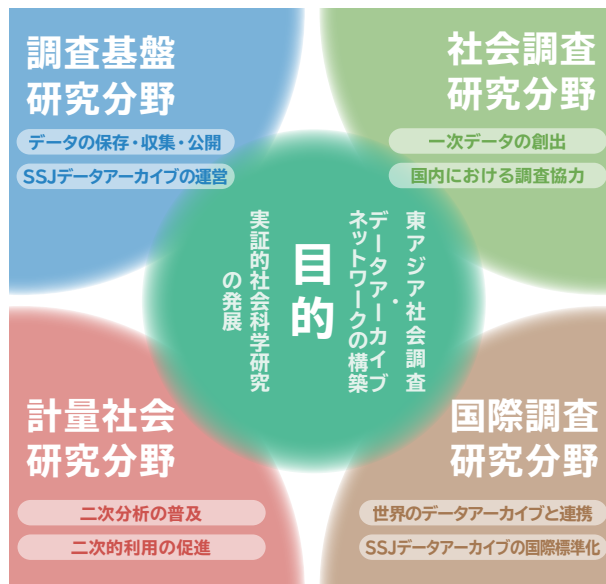 調査基盤
研究分野
データの保存・収集・公開
SSJデータアーカイブの運営
社会調査
研究分野
一次データの創出
国内における調査協力
目的
東アジア社会調査
・
データアーカイブ
ネットワークの構築
実証的社会科学研究
の発展
計量社会
研究分野
二次分析の普及
二次的利用の促進
国際調査
研究分野
世界のデータアーカイブと連携
SSJデータアーカイブの国際標準化